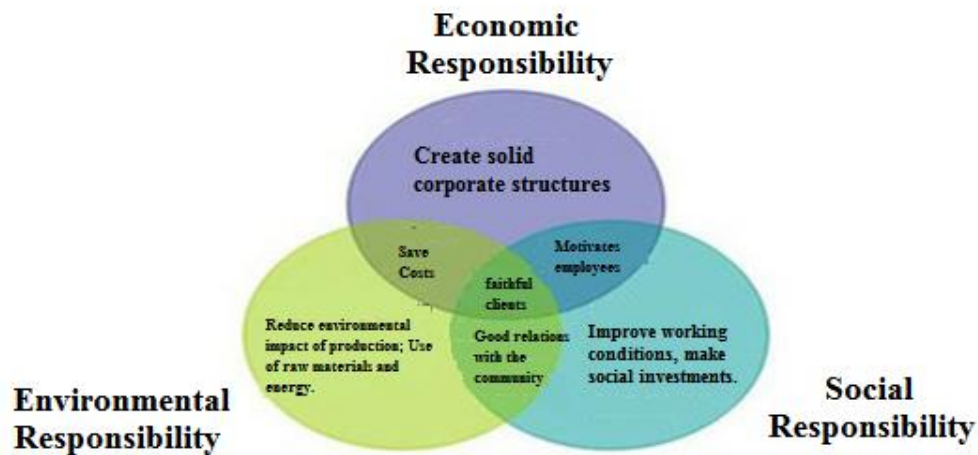 Economic
Responsibility
Create solid
corporate structures
Save
Costs
Motivates
employees
faithful
clients
Reduce environmental
impact of production; Use
of raw materials and
energy.
Good relations
with the
community
Improve working
conditions, make
social investments.
Environmental
Responsibility
Social
Responsibility